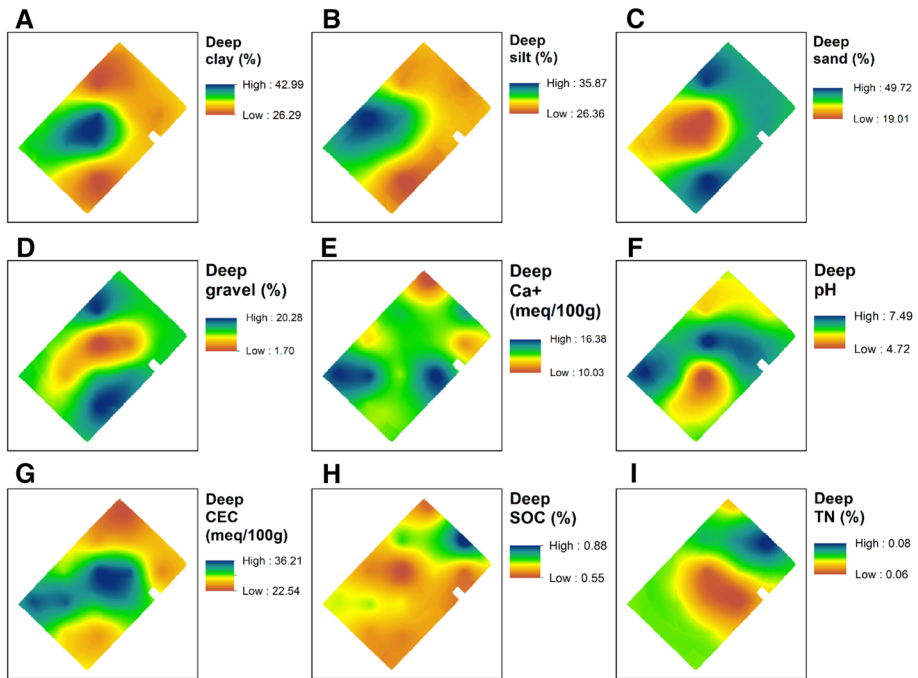 A
Deep
clay (%)
High : 42.99
Low : 26.29
B
Deep
silt (%)
High : 35.87
Low : 26.36
C
Deep
sand (%)
High : 49.72
Low : 19.01
D
Deep
gravel (%)
High : 20.28
Low : 1.70
E
Deep
Ca+
(meq/100g)
High : 16.38
Low : 10.03
F
Deep
pH
High : 7.49
Low : 4.72
G
Deep
CEC
(meq/100g)
High : 36.21
Low : 22.54
H
Deep
SOC (%)
High : 0.88
Low : 0.55
I
Deep
TN (%)
High : 0.08
Low : 0.06